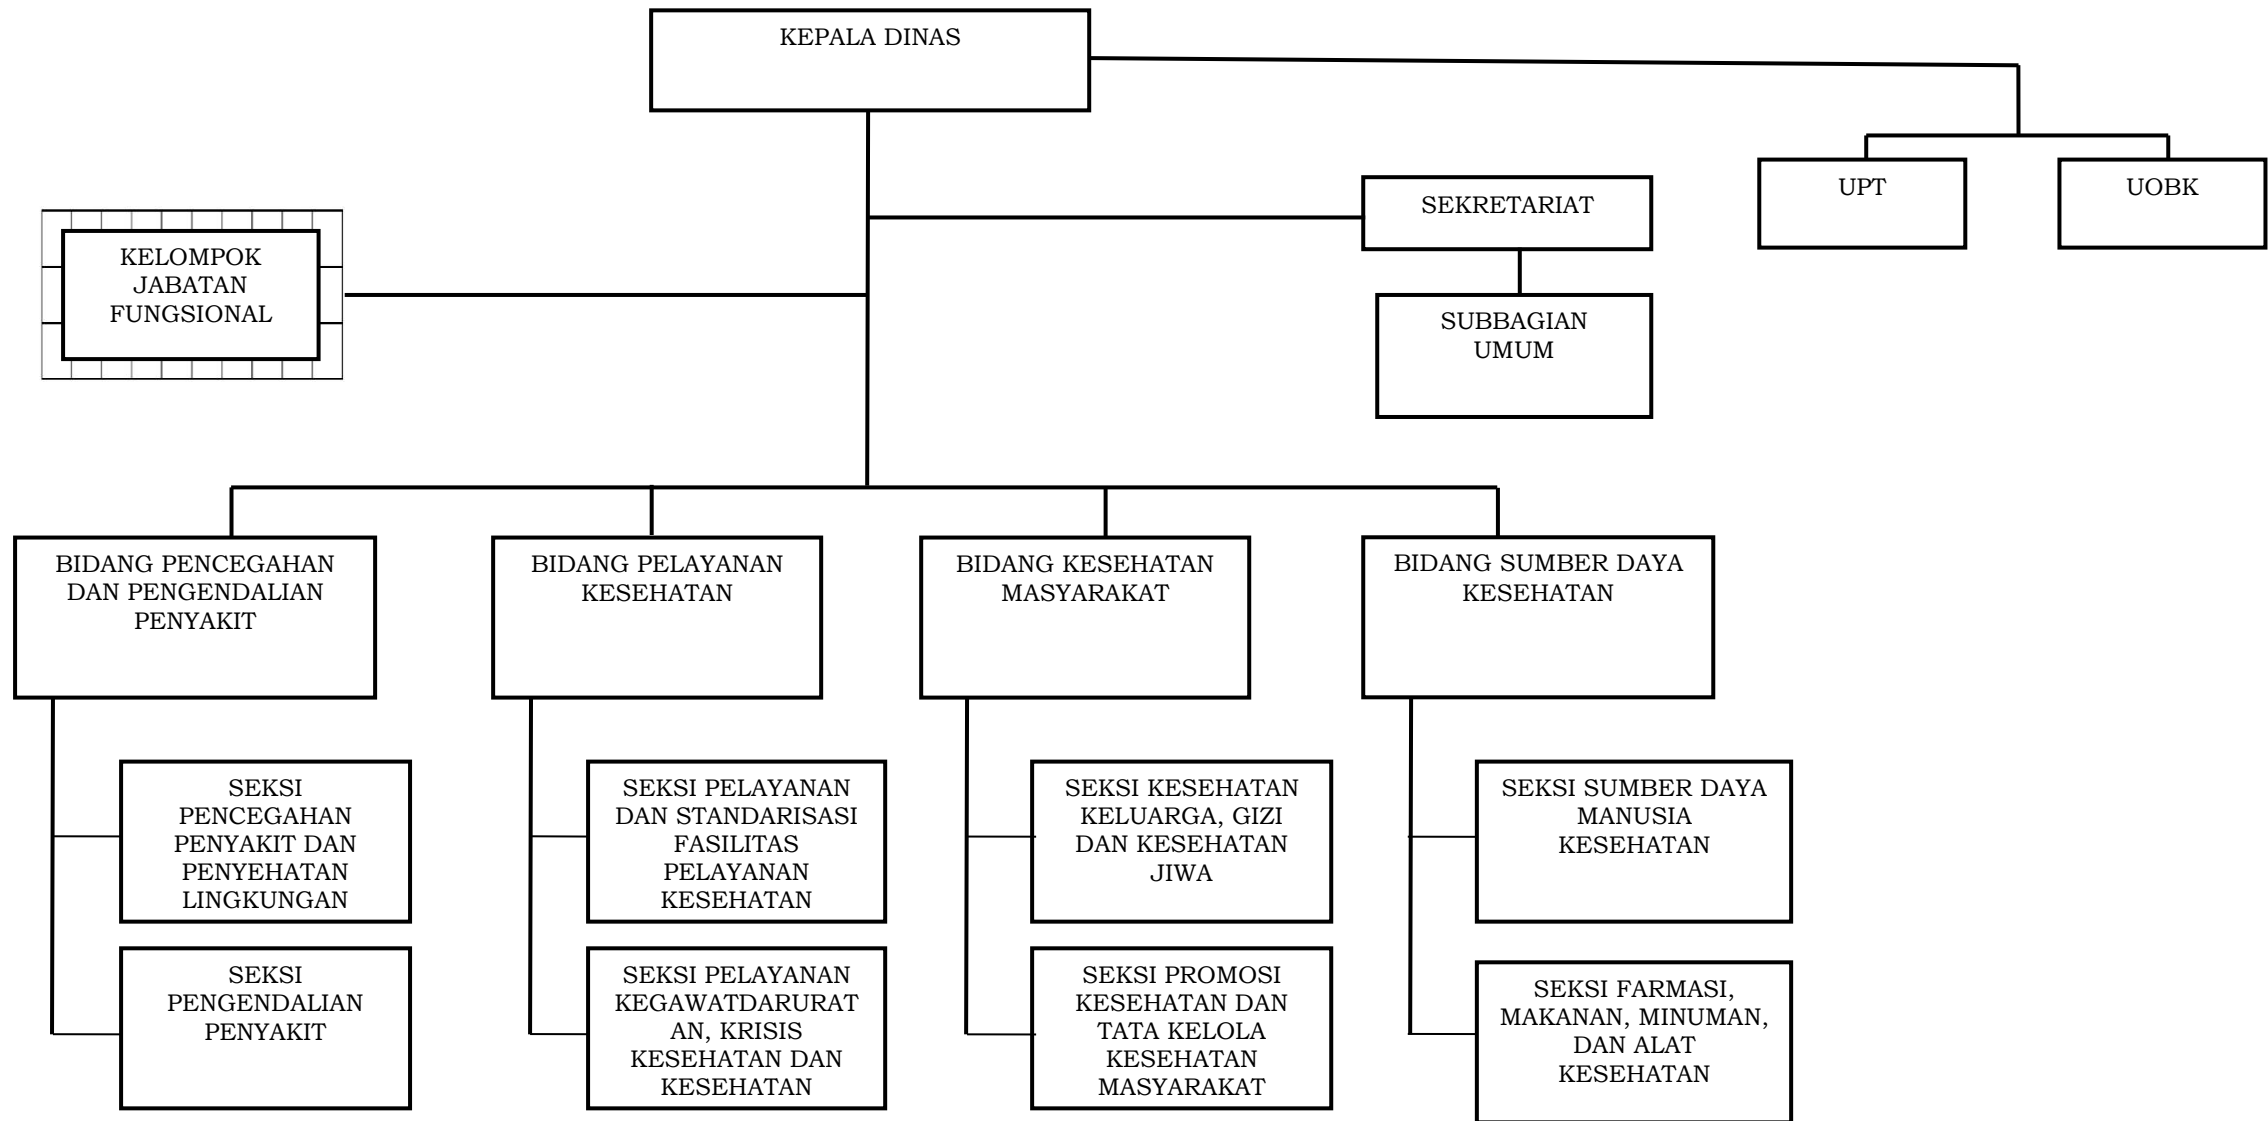 KEPALA DINAS
UPT
UOBK
SEKRETARIAT
KELOMPOK
JABATAN
FUNGSIONAL
SUBBAGIAN
UMUM
BIDANG PENCEGAHAN
DAN PENGENDALIAN
PENYAKIT
BIDANG PELAYANAN
KESEHATAN
BIDANG KESEHATAN
MASYARAKAT
BIDANG SUMBER DAYA
KESEHATAN
SEKSI
PENCEGAHAN
PENYAKIT DAN
PENYEHATAN
LINGKUNGAN
SEKSI PELAYANAN
DAN STANDARISASI
FASILITAS
PELAYANAN
KESEHATAN
SEKSI KESEHATAN
KELUARGA, GIZI
DAN KESEHATAN
JIWA
SEKSI SUMBER DAYA
MANUSIA
KESEHATAN
SEKSI
PENGENDALIAN
PENYAKIT
SEKSI PELAYANAN
KEGAWATDARURAT
AN, KRISIS
KESEHATAN DAN
KESEHATAN
SEKSI PROMOSI
KESEHATAN DAN
TATA KELOLA
KESEHATAN
MASYARAKAT
SEKSI FARMASI,
MAKANAN, MINUMAN,
DAN ALAT
KESEHATAN